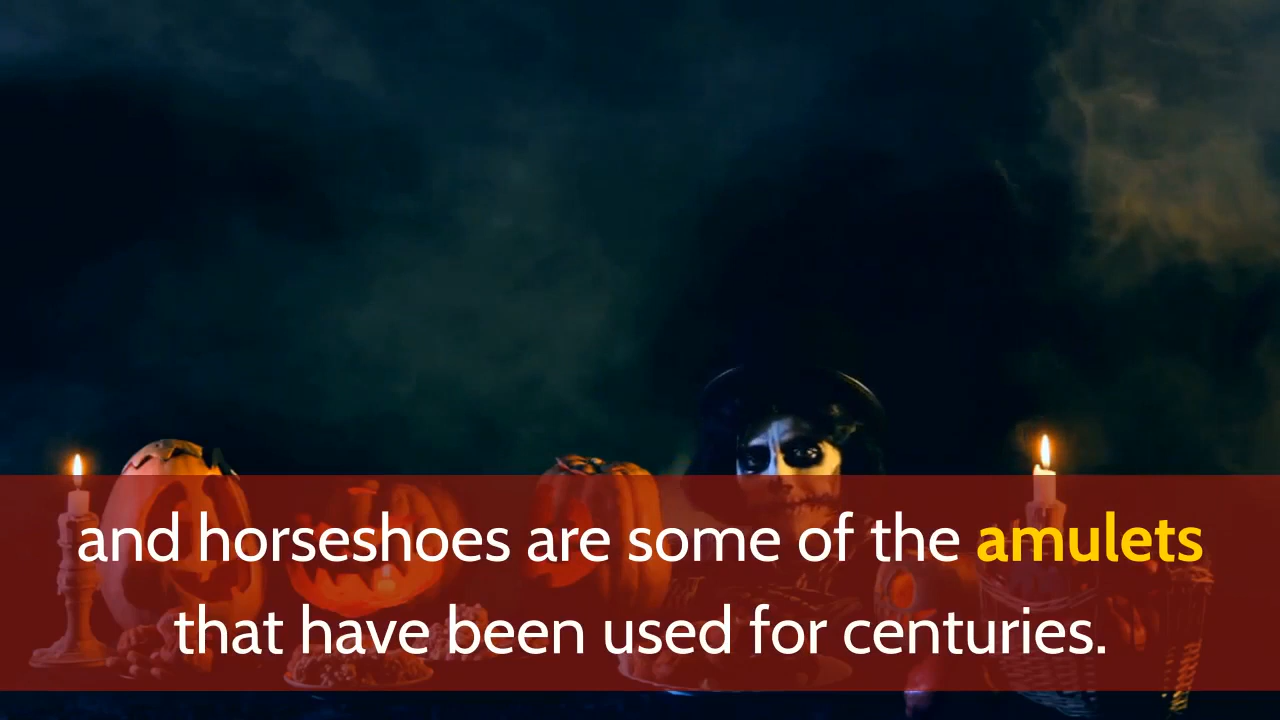 and horseshoes are some of the amulets
that have been used for centuries.